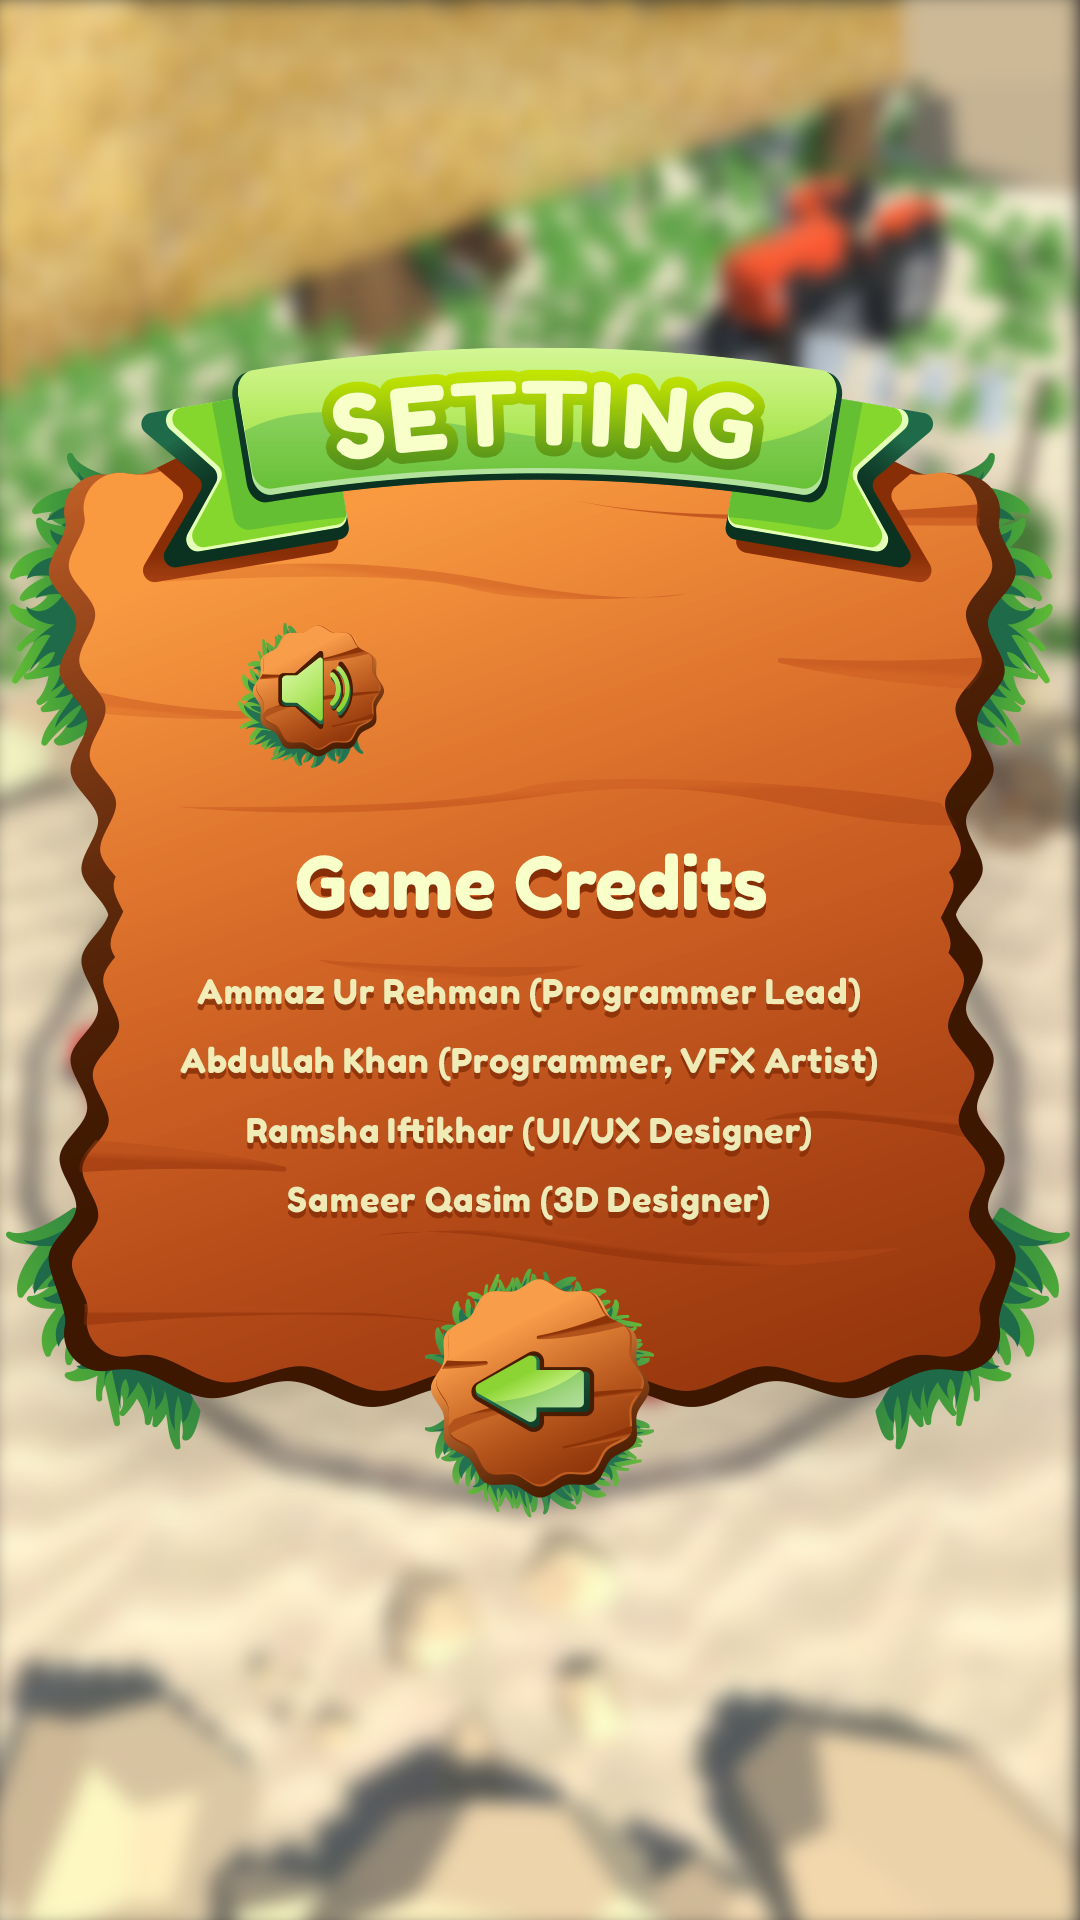 SETTING
Game Credits
Ammaz Ur Rehman (Programmer Lead)
Abdullah Khan (Programmer, VFX Artist)
Ramsha Iftikhar (UI/UX Designer)
Sameer Qasim (3D Designer)